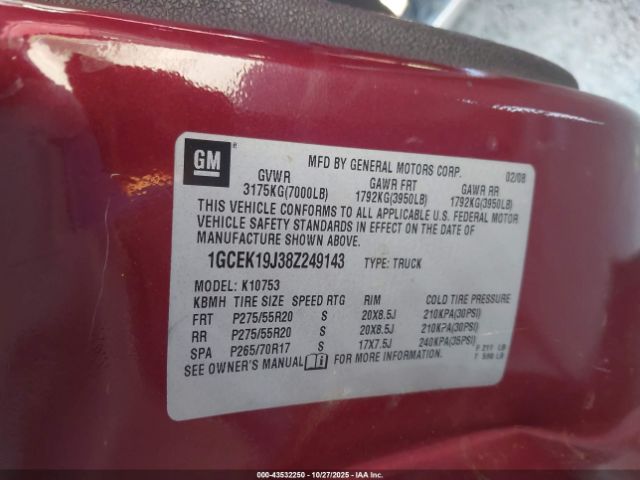 GM
MFD BY GENERAL MOTORS CORP. 02/08
GVWR GAWR FRT GAWR RR
3175KG(7000LB) 1792KG(3950LB) 1792KG(3950LB)
THIS VEHICLE CONFORMS TO ALL APPLICABLE U.S. FEDERAL MOTOR
VEHICLE SAFETY STANDARDS IN EFFECT ON THE DATE OF
MANUFACTURE SHOWN ABOVE.
1GCEK19J38Z249143 TYPE: TRUCK
MODEL: K10753
KBMH TIRE SIZE SPEED RTG RIM COLD TIRE PRESSURE
FRT P275/55R20 S 20X8.5J 210KPA(30PSI)
RR P275/55R20 S 20X8.5J 210KPA(30PSI)
SPA P265/70R17 S 17X7.5J 240KPA(35PSI)
SEE OWNER'S MANUAL FOR MORE INFORMATION.
000-43532250 - 10/27/2025 - Copyright IAA, Inc.